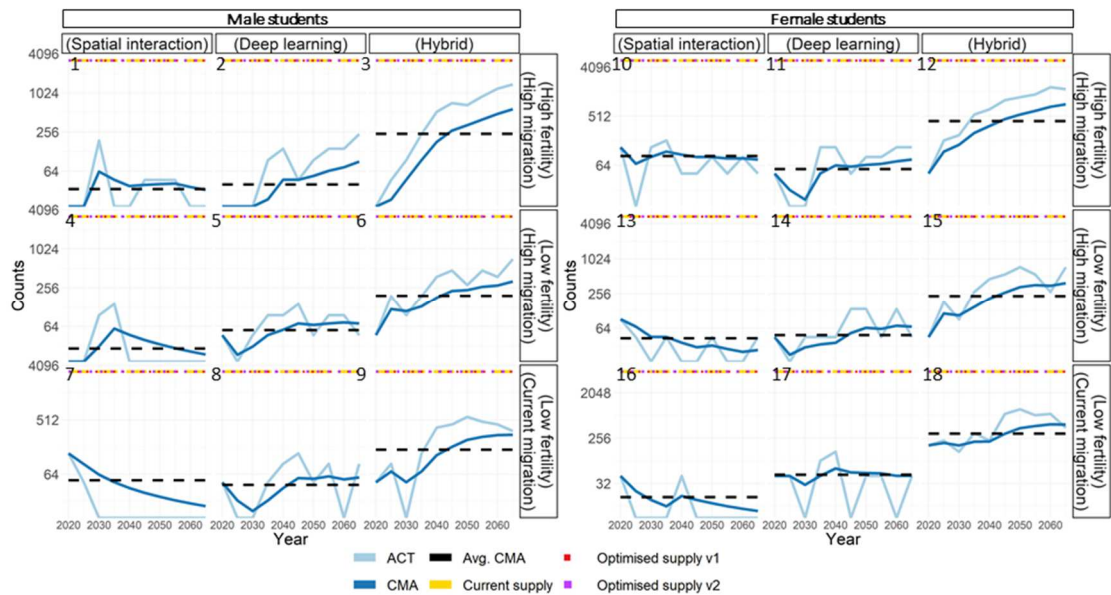 Male students
Female students
(Spatial interaction) (Deep learning) (Hybrid)
(Spatial interaction) (Deep learning) (Hybrid)
4096 1024 256 64
1 2 3
(High fertility)
(High migration)
4096 512 64
10 11 12
(High fertility)
(High migration)
4096 1024 256 64
4 5 6
(Low fertility)
(High migration)
4096 1024 256 64
13 14 15
(Low fertility)
(High migration)
4096 512 64
7 8 9
(Low fertility)
(Current migration)
2048 256 32
16 17 18
(Low fertility)
(Current migration)
Counts
Counts
2020 2030 2040 2050 2060 2020 2030 2040 2050 2060 2020 2030 2040 2050 2060
2020 2030 2040 2050 2060 2020 2030 2040 2050 2060 2020 2030 2040 2050 2060
Year
Year
ACT Avg. CMA Optimised supply v1
CMA Current supply Optimised supply v2